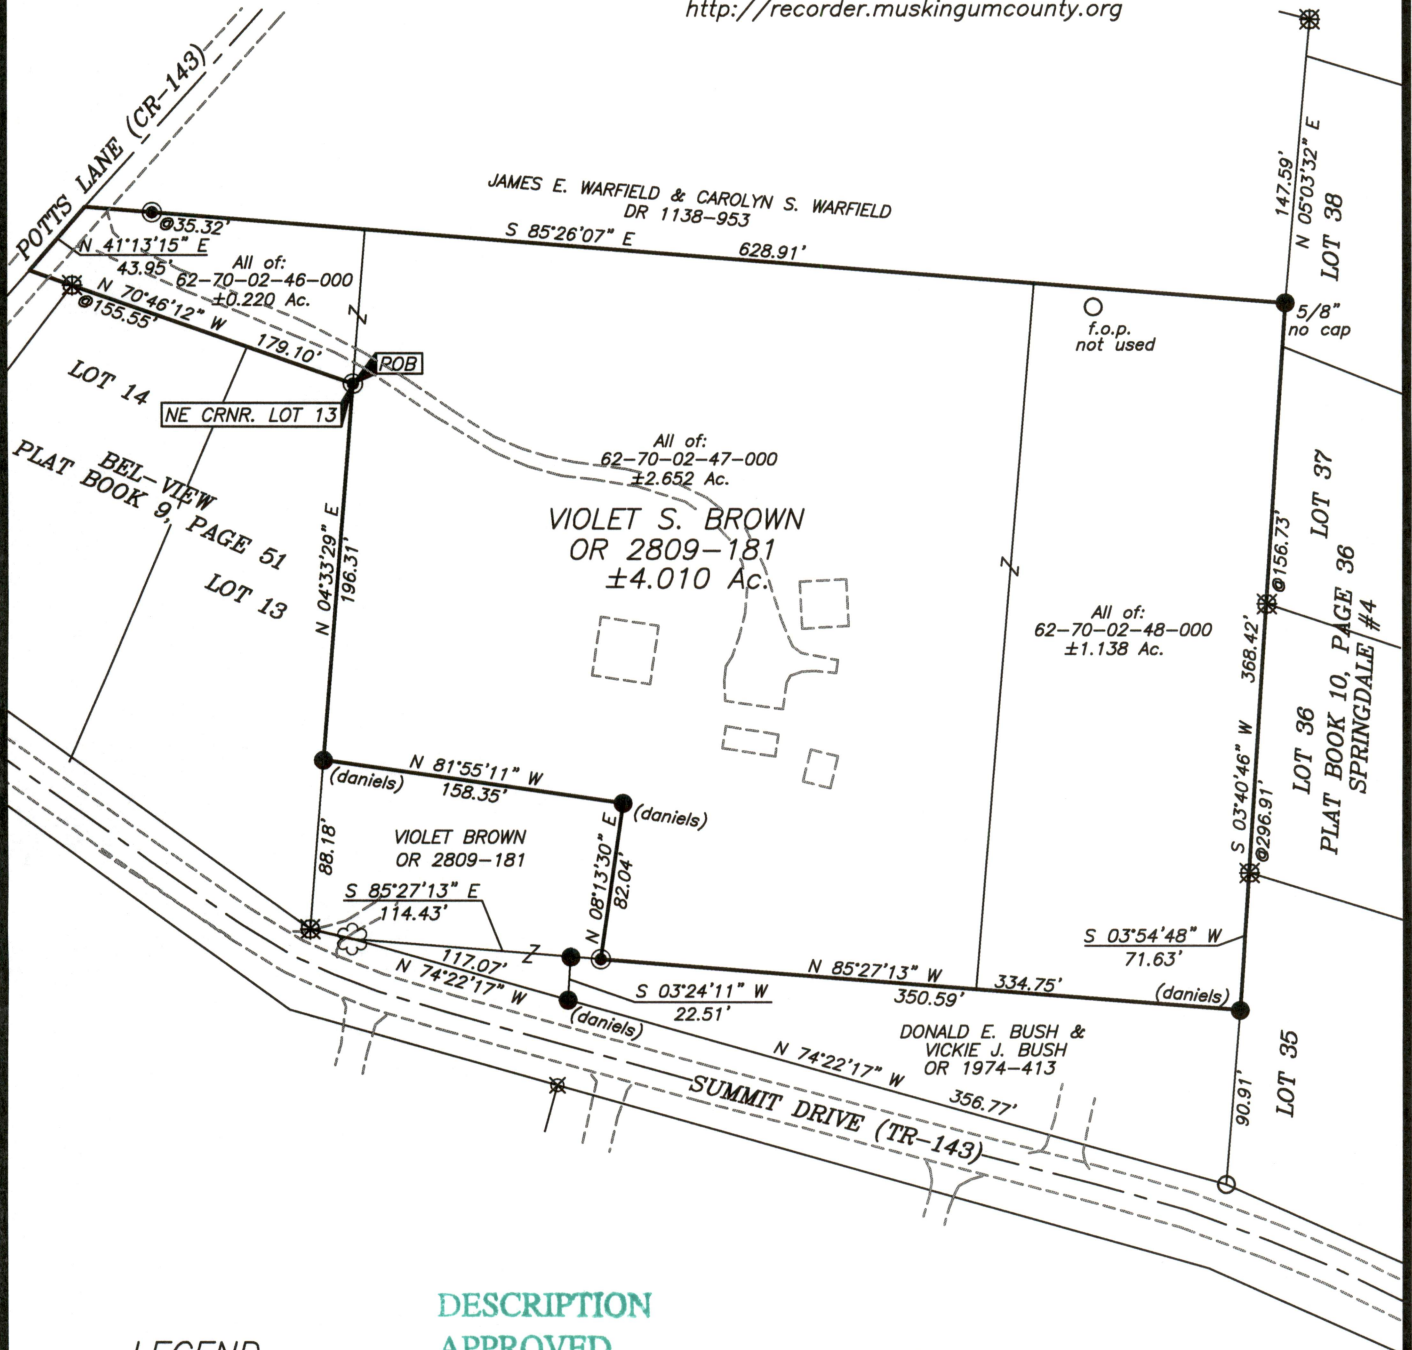 http://recorder.muskingumcounty.org
POTTS LANE (CR-143)
@35.32'
N 41°13'15" E
43.95'
All of:
62-70-02-46-000
±0.220 Ac.
N 70°46'12" W
@155.55'
179.10'
JAMES E. WARFIELD & CAROLYN S. WARFIELD
DR 1138-953
S 85°26'07" E 628.91'
147.59'
N 05°03'32" E
LOT 38
5/8"
no cap
f.o.p.
not used
Z
POB
NE CRNR. LOT 13
LOT 14
BEL-VIEW
PLAT BOOK 9, PAGE 51
LOT 13
N 04°33'29" E
196.31'
All of:
62-70-02-47-000
±2.652 Ac.
VIOLET S. BROWN
OR 2809-181
±4.010 Ac.
Z
All of:
62-70-02-48-000
±1.138 Ac.
@156.73'
368.42'
S 03°40'46" W
@296.91'
LOT 37
LOT 36
PLAT BOOK 10, PAGE 36
SPRINGDALE #4
N 81°55'11" W
158.35'
(daniels)
(daniels)
88.18'
VIOLET BROWN
OR 2809-181
S 85°27'13" E
114.43'
N 08°13'30" E
82.04'
Z
117.07'
N 74°22'17" W
(daniels)
S 03°24'11" W
22.51'
N 85°27'13" W
350.59'
334.75'
(daniels)
S 03°54'48" W
71.63'
DONALD E. BUSH &
VICKIE J. BUSH
OR 1974-413
N 74°22'17" W
356.77'
90.91'
LOT 35
SUMMIT DRIVE (TR-143)
DESCRIPTION
APPROVED
LEGEND